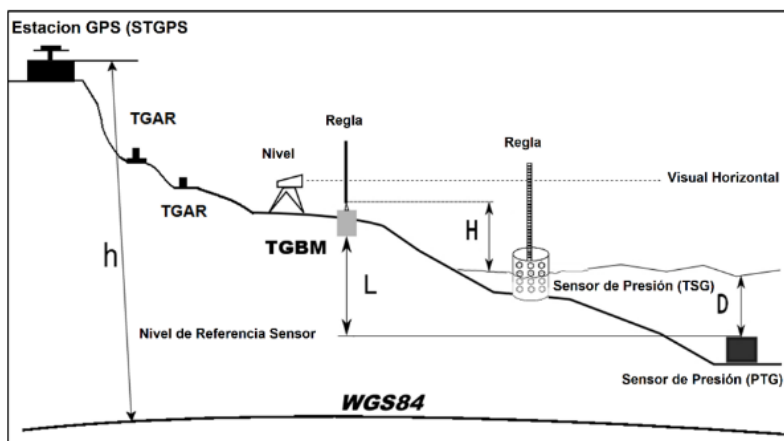 Estacion GPS (STGPS
TGAR
Regla
Regla
Nivel
Visual Horizontal
TGAR
H
TGBM
h
L
Sensor de Presión (TSG)
D
Nivel de Referencia Sensor
Sensor de Presión (PTG)
WGS84